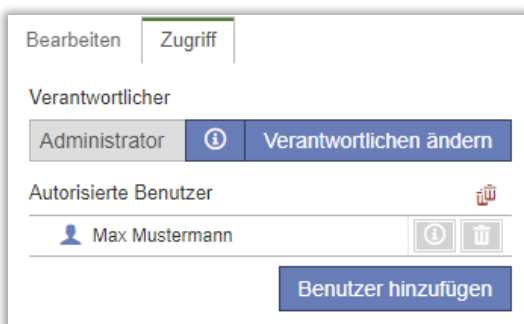 Bearbeiten Zugriff
Verantwortlicher
Administrator Verantwortlichen ändern
Autorisierte Benutzer
Max Mustermann
Benutzer hinzufügen